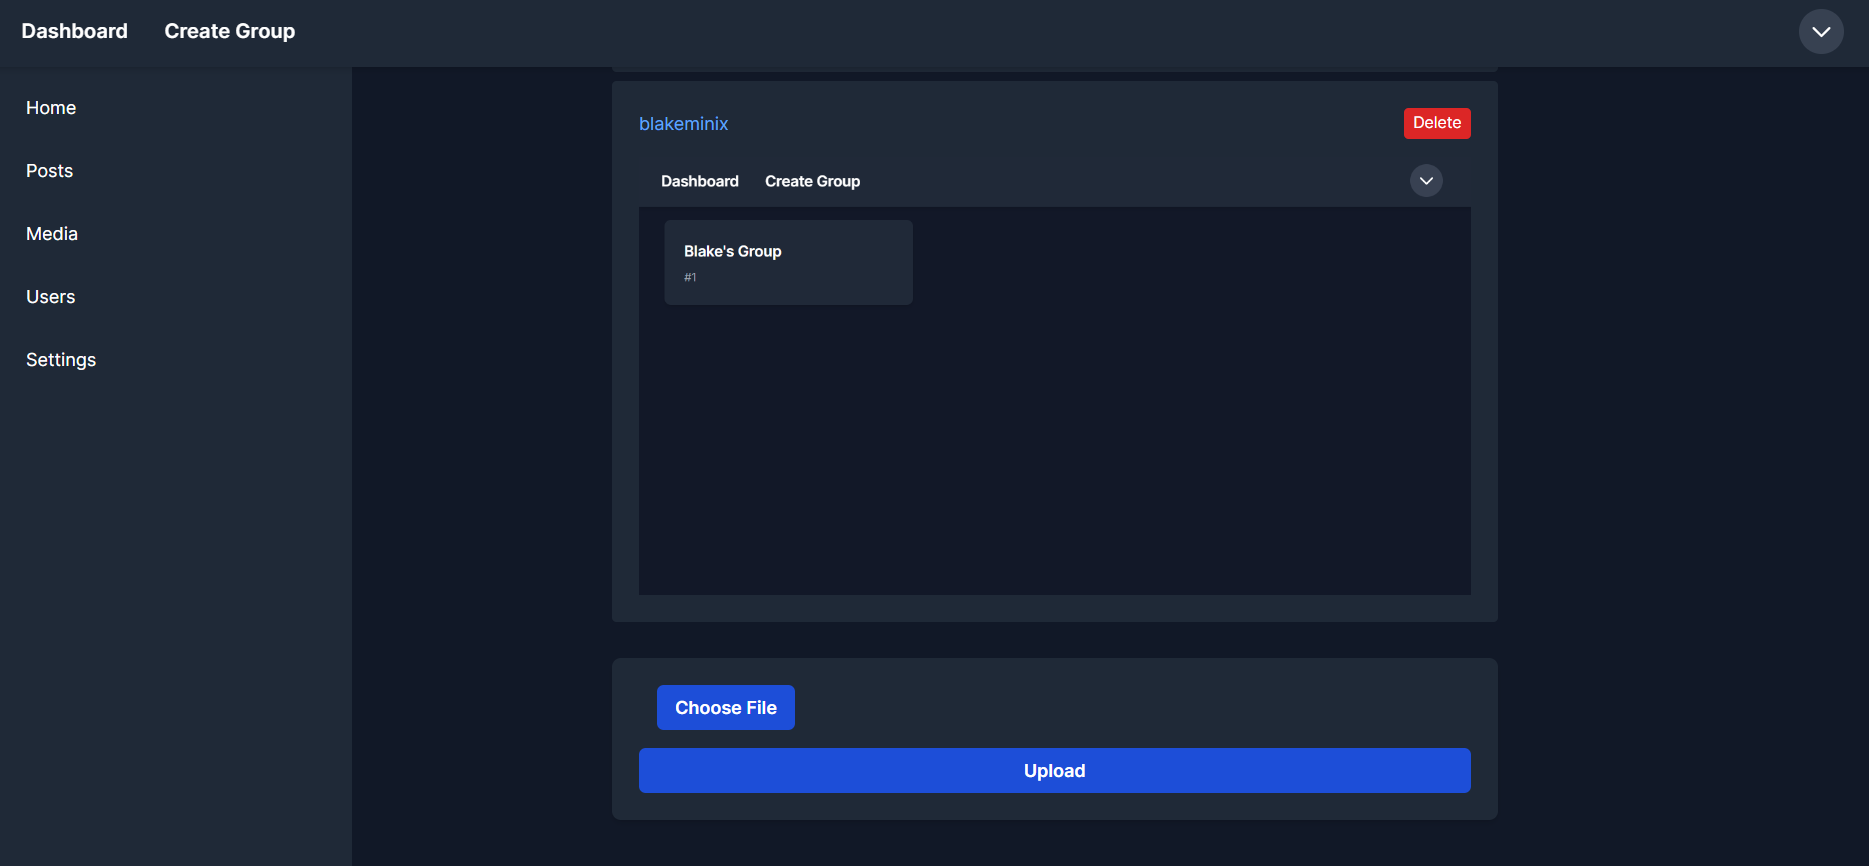 Dashboard Create Group
Home
Posts
Media
Users
Settings
blakeminix
Delete
Dashboard Create Group
Blake's Group
#1
Choose File
Upload